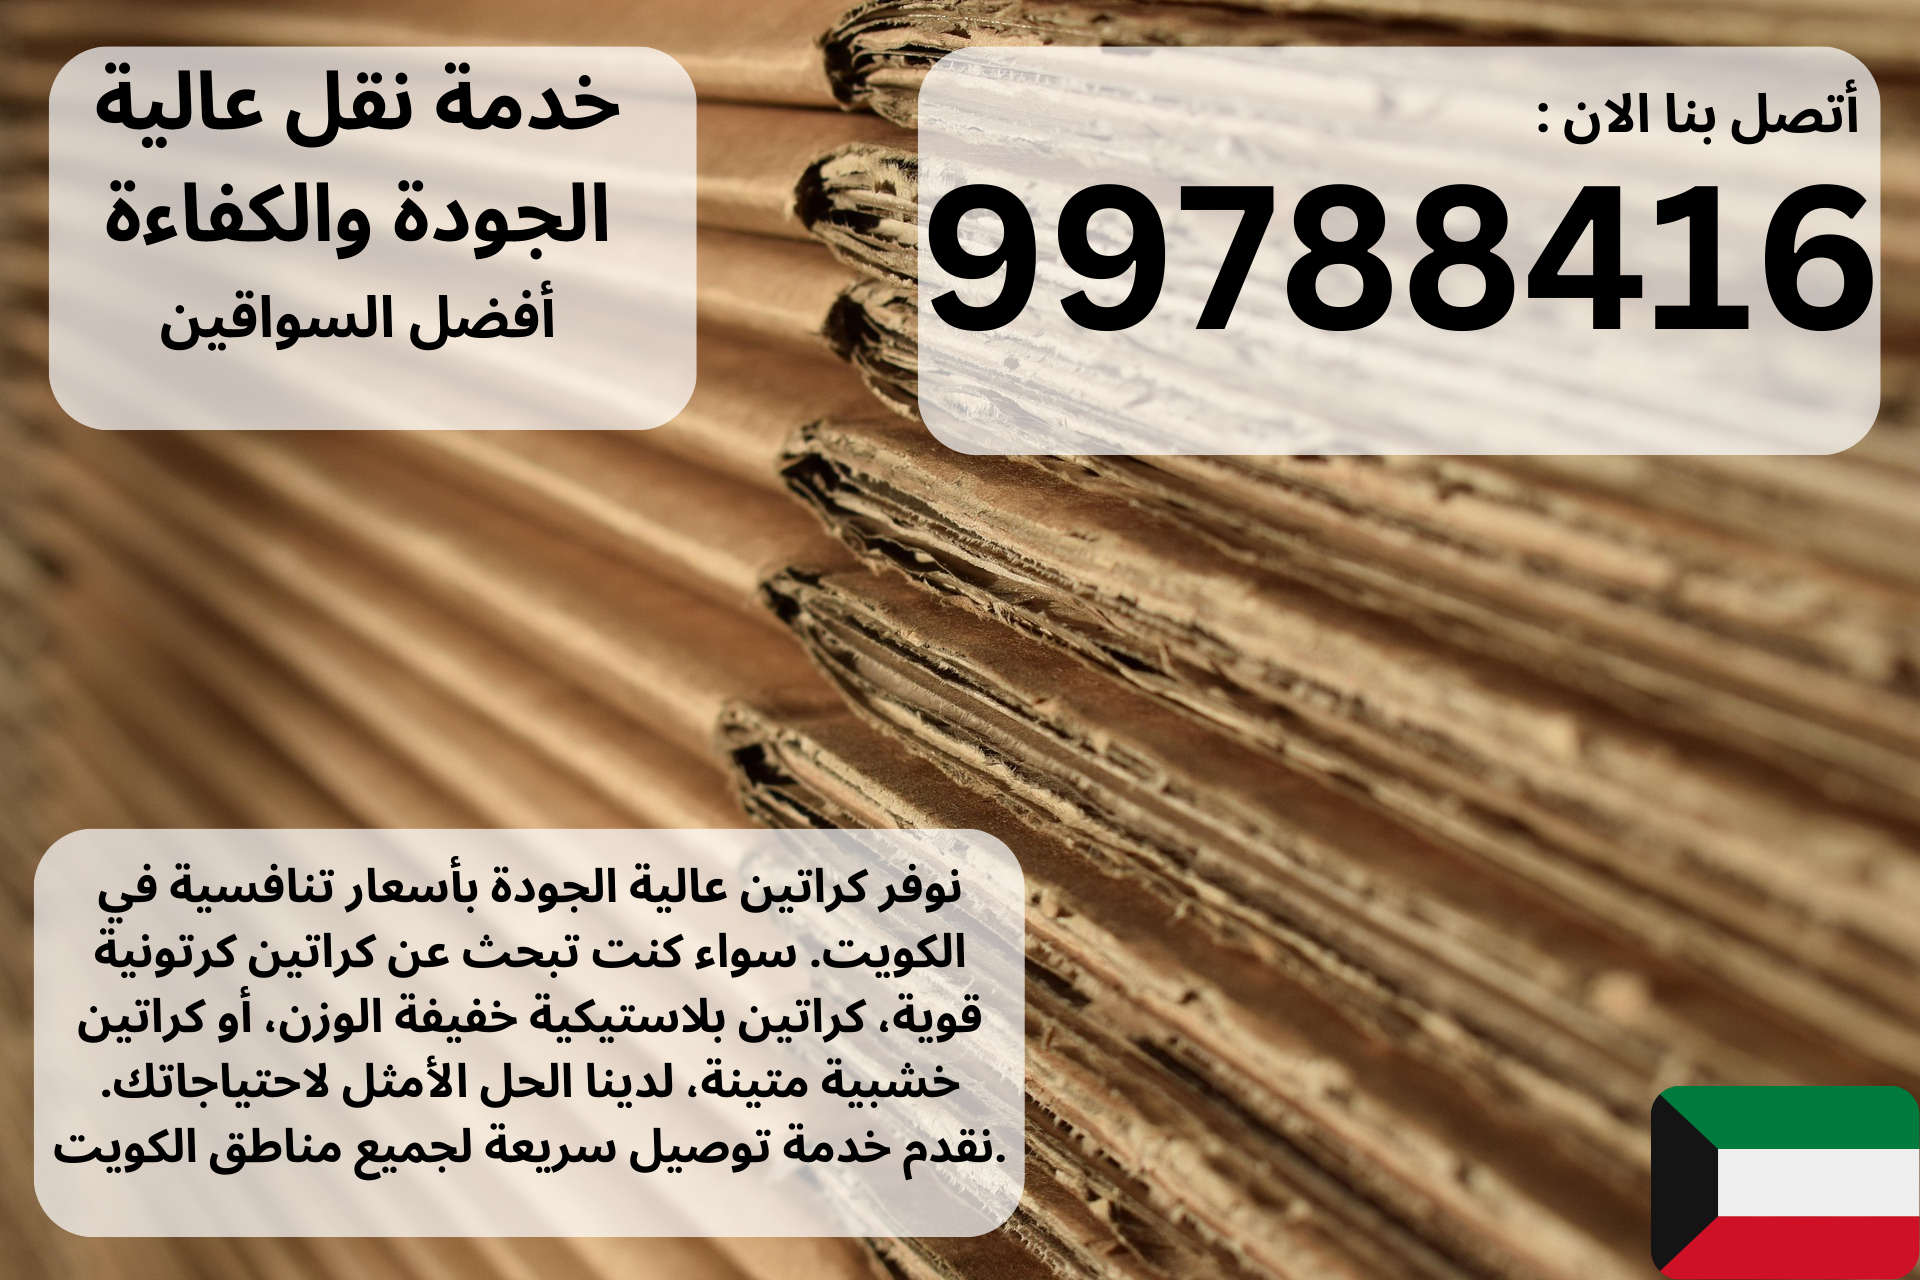 أتصل بنا الان :
99788416
خدمة نقل عالية
الجودة والكفاءة
أفضل السواقين
نوفر كراتين عالية الجودة بأسعار تنافسية في
الكويت. سواء كنت تبحث عن كراتين كرتونية
قوية، كراتين بلاستيكية خفيفة الوزن، أو كراتين
خشبية متينة، لدينا الحل الأمثل لاحتياجاتك.
.نقدم خدمة توصيل سريعة لجميع مناطق الكويت